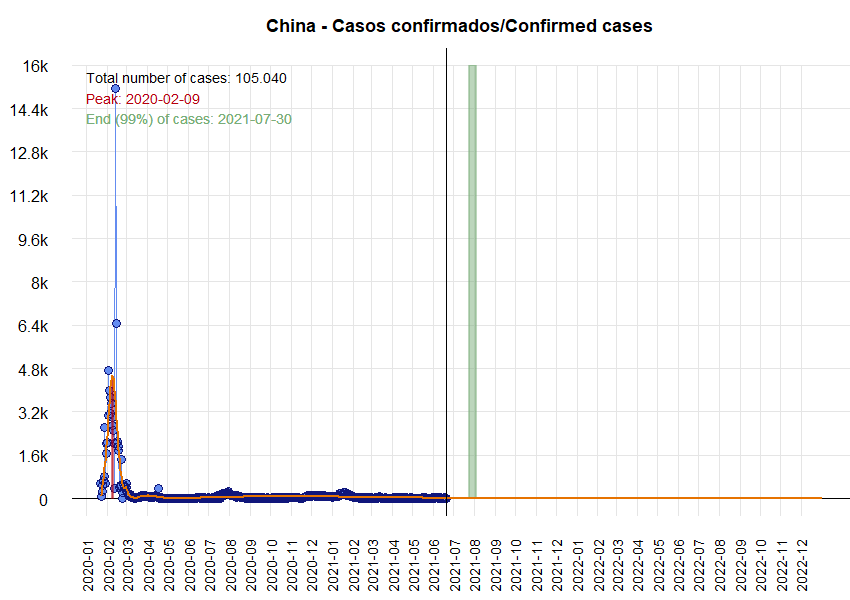 China - Casos confirmados/Confirmed cases
Total number of cases: 105.040
Peak: 2020-02-09
End (99%) of cases: 2021-07-30
16k
14.4k
12.8k
11.2k
9.6k
8k
6.4k
4.8k
3.2k
1.6k
0
2020-01
2020-02
2020-03
2020-04
2020-05
2020-06
2020-07
2020-08
2020-09
2020-10
2020-11
2020-12
2021-01
2021-02
2021-03
2021-04
2021-05
2021-06
2021-07
2021-08
2021-09
2021-10
2021-11
2021-12
2022-01
2022-02
2022-03
2022-04
2022-05
2022-06
2022-07
2022-08
2022-09
2022-10
2022-11
2022-12